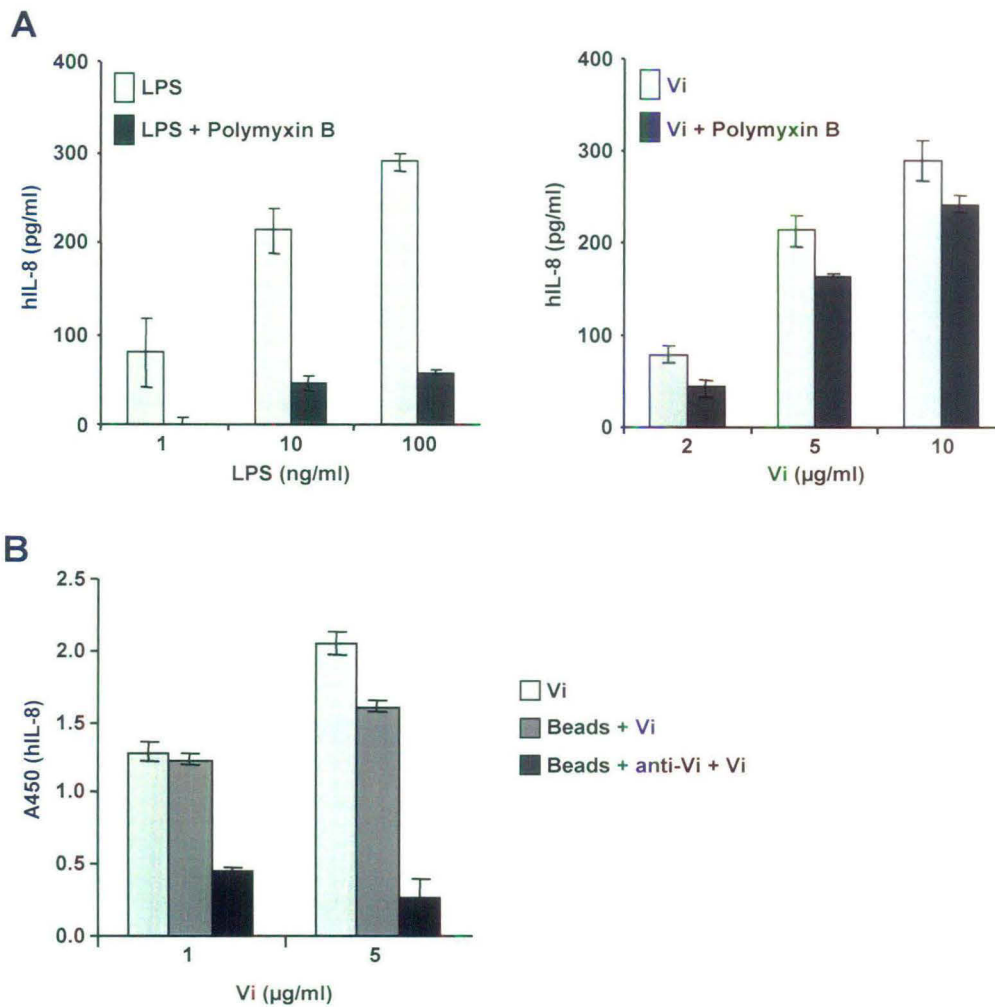 A
400
300
200
100
0
hIL-8 (pg/ml)
LPS
LPS + Polymyxin B
1 10 100
LPS (ng/ml)
400
300
200
100
0
hIL-8 (pg/ml)
Vi
Vi + Polymyxin B
2 5 10
Vi (µg/ml)
B
2.5
2.0
1.5
1.0
0.5
0.0
A450 (hIL-8)
1 5
Vi (µg/ml)
Vi
Beads + Vi
Beads + anti-Vi + Vi